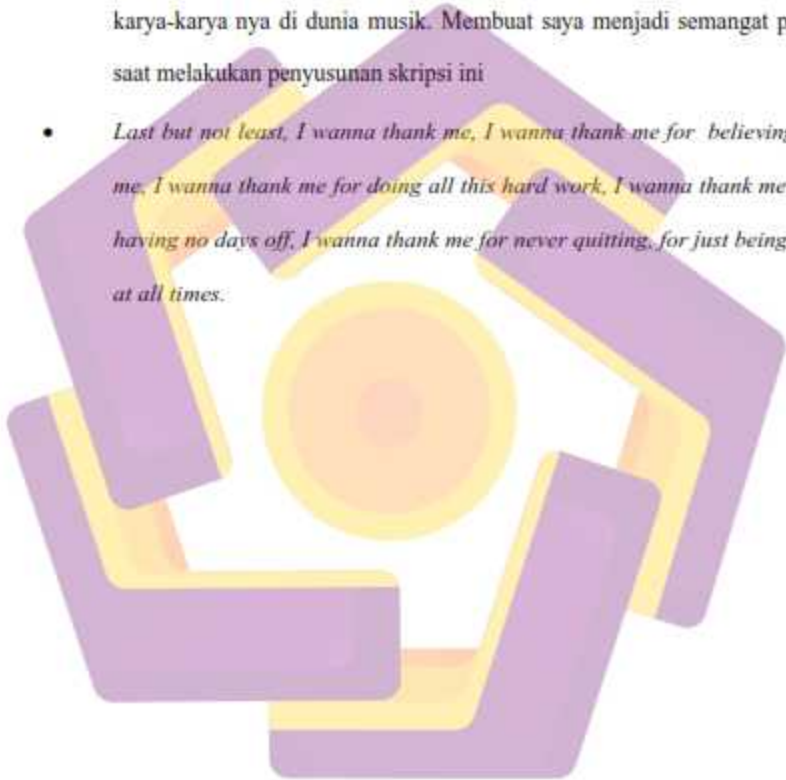 karya-karya nya di dunia musik. Membuat saya menjadi semangat p
saat melakukan penyusunan skripsi ini
• Last but not least, I wanna thank me, I wanna thank me for believing
me, I wanna thank me for doing all this hard work, I wanna thank me
having no days off, I wanna thank me for never quitting, for just being
at all times.